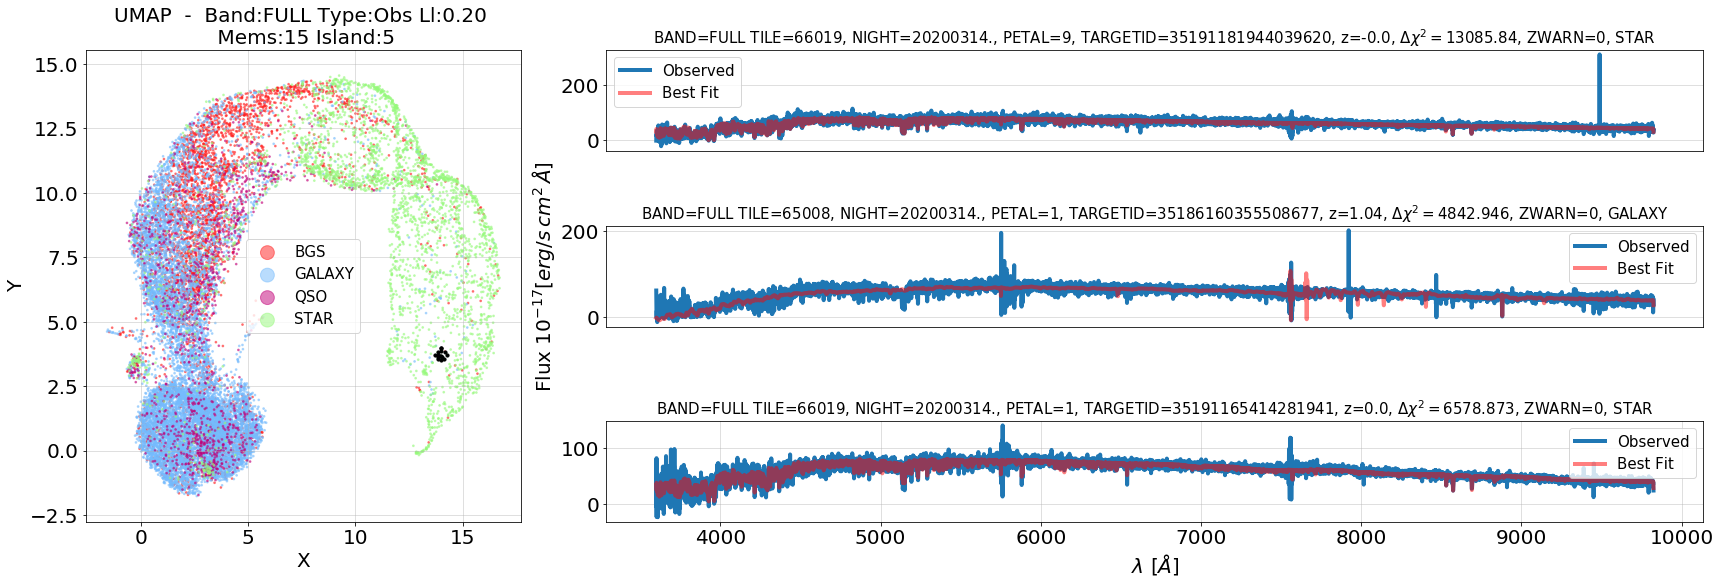 UMAP - Band:FULL Type:Obs Ll:0.20
Mems:15 Island:5
15.0
12.5
10.0
7.5
5.0
2.5
0.0
−2.5
Y
BGS
GALAXY
QSO
STAR
0 5 10 15
X
BAND=FULL TILE=66019, NIGHT=20200314., PETAL=9, TARGETID=35191181944039620, z=-0.0, Δχ² = 13085.84, ZWARN=0, STAR
Observed
Best Fit
200
0
Flux 10⁻¹⁷[erg/s cm² Å]
BAND=FULL TILE=65008, NIGHT=20200314., PETAL=1, TARGETID=35186160355508677, z=1.04, Δχ² = 4842.946, ZWARN=0, GALAXY
Observed
Best Fit
200
0
BAND=FULL TILE=66019, NIGHT=20200314., PETAL=1, TARGETID=35191165414281941, z=0.0, Δχ² = 6578.873, ZWARN=0, STAR
Observed
Best Fit
100
0
4000 5000 6000 7000 8000 9000 10000
λ [Å]